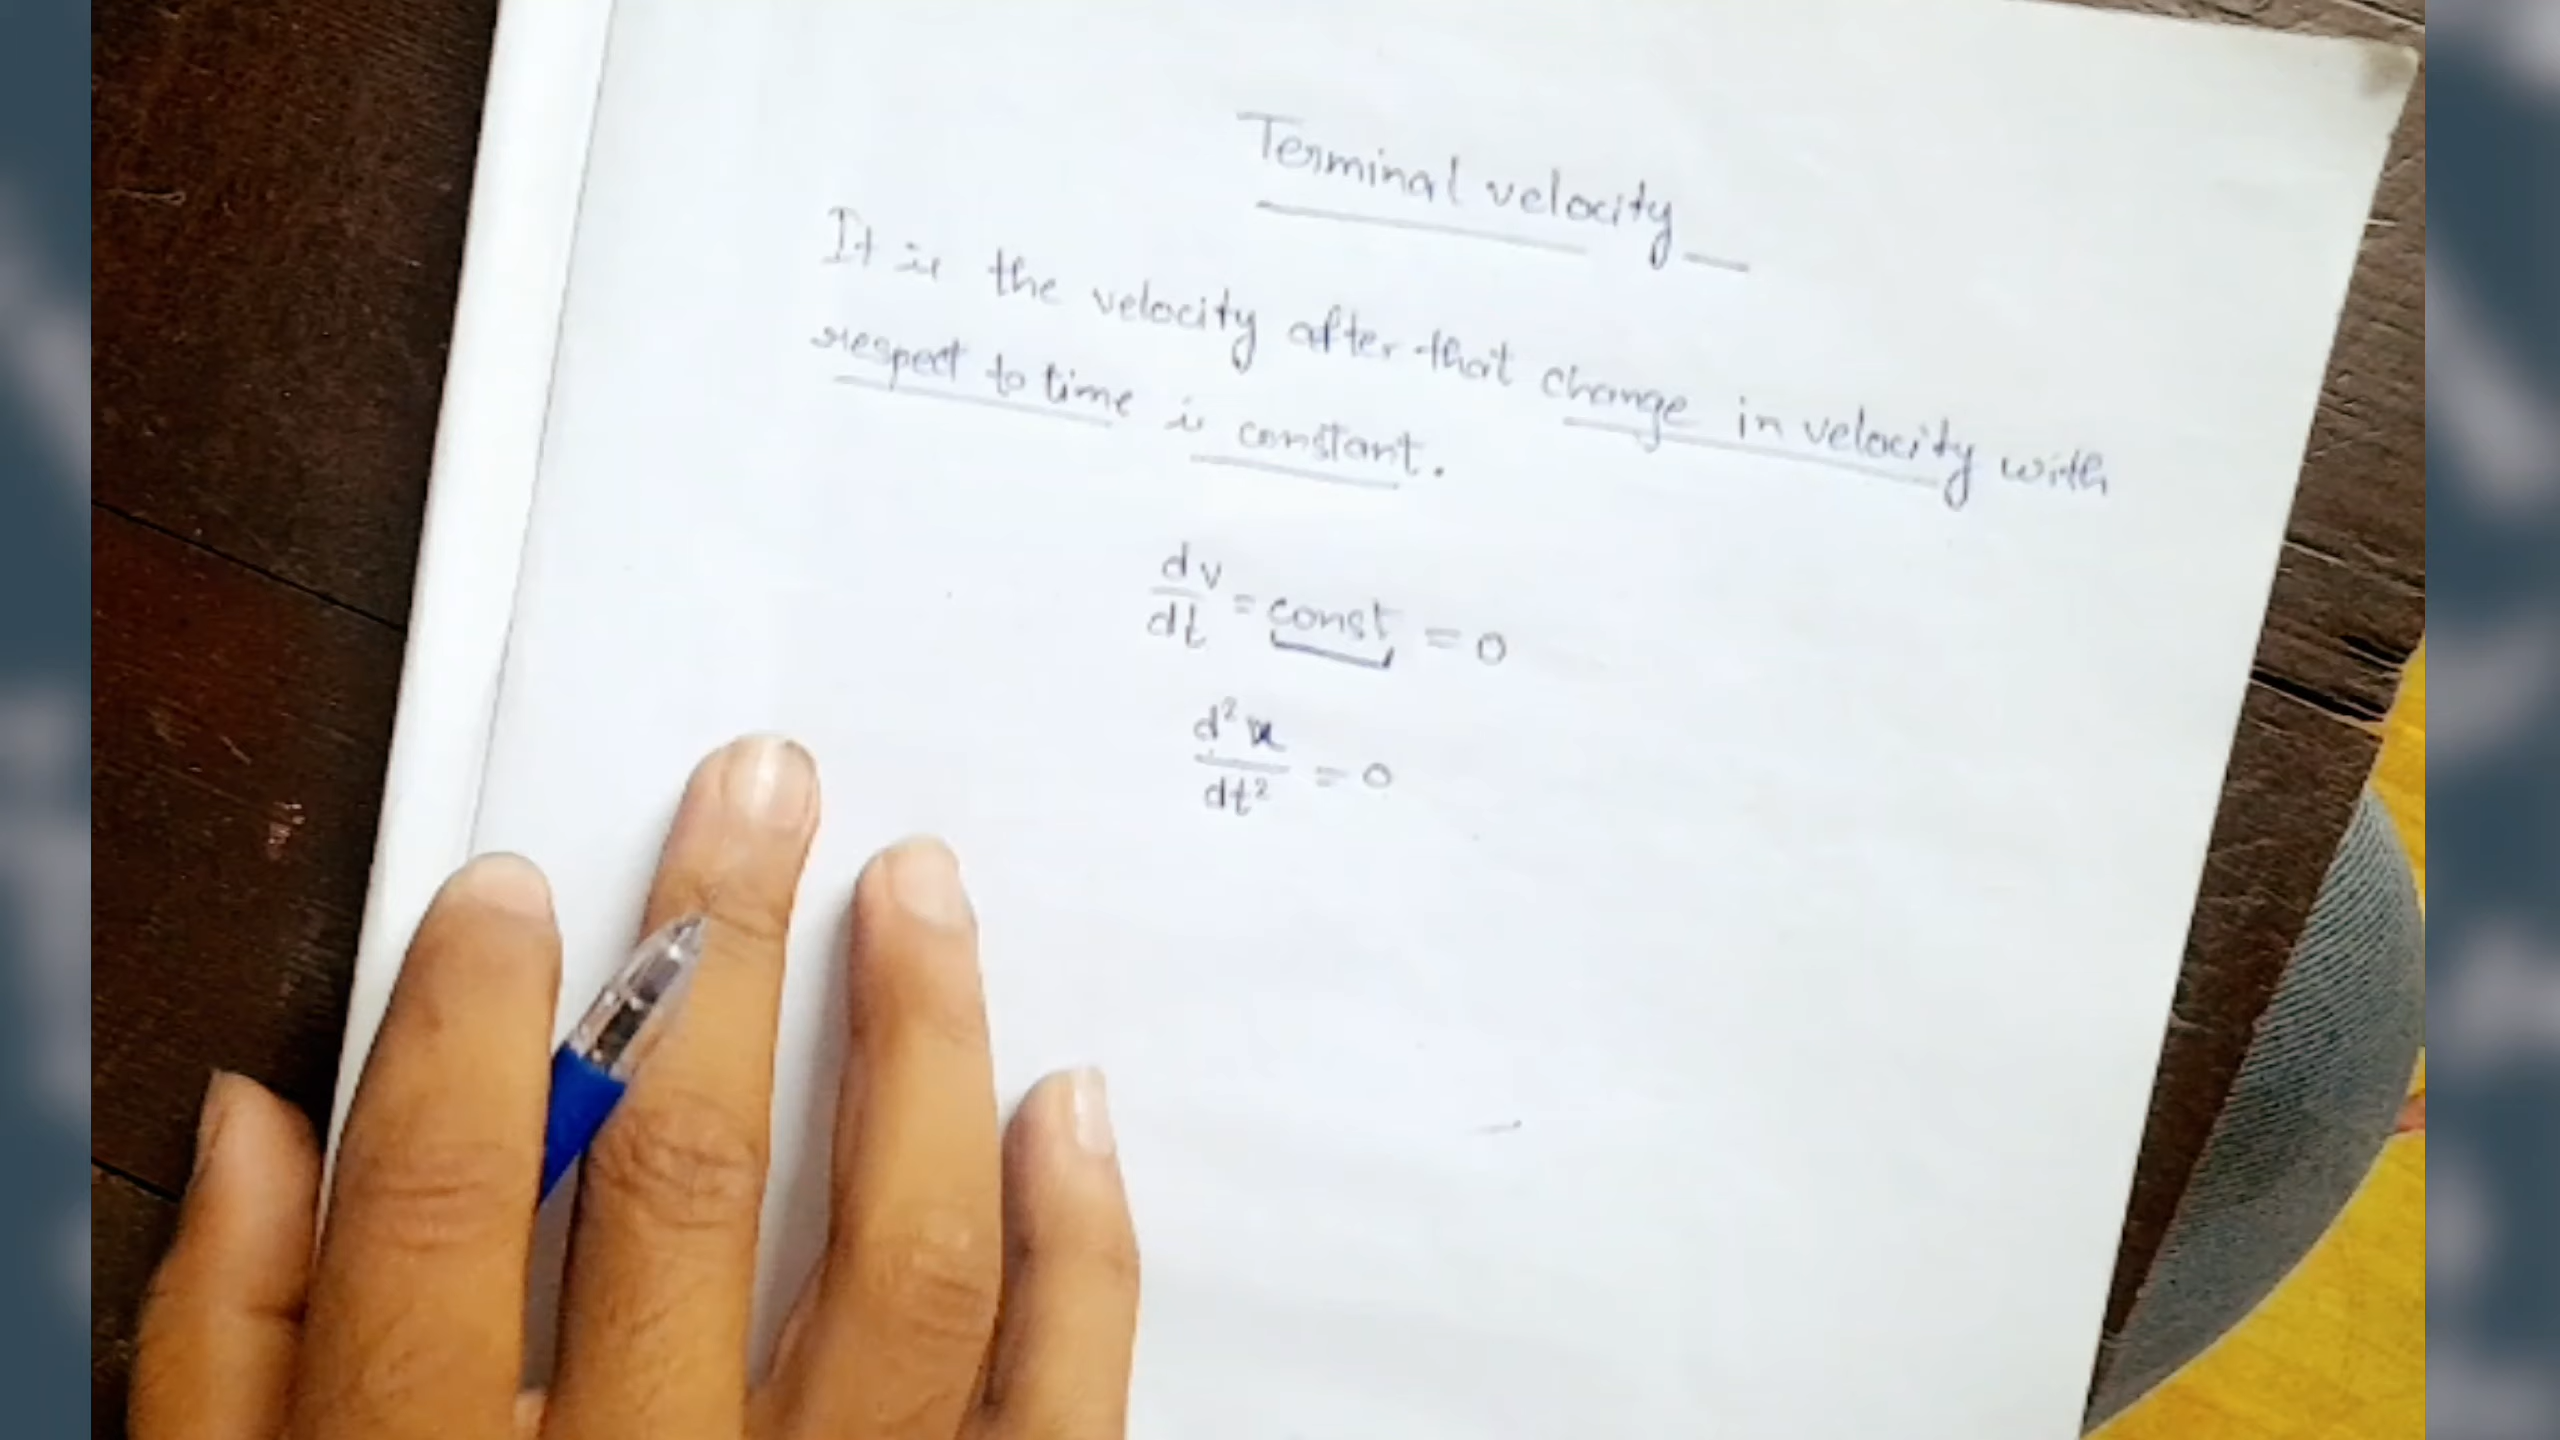 Terminal velocity
It is the velocity after that change in velocity with
respect to time is constant.
dv/dt = const = 0
d²x/dt² = 0